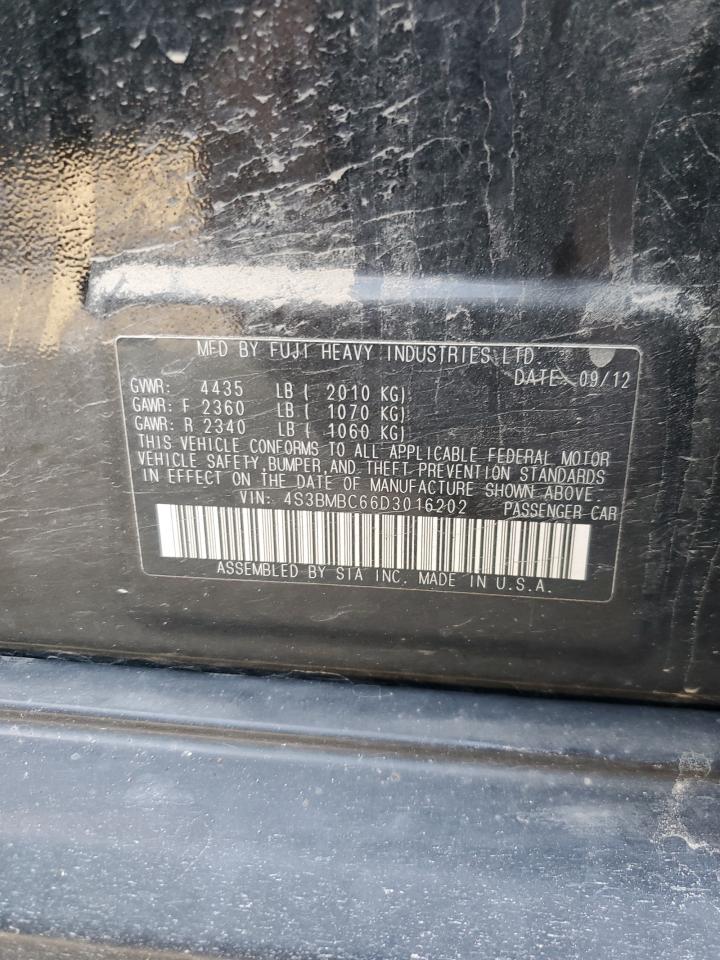 MFD BY FUJI HEAVY INDUSTRIES LTD.
DATE: 09/12
GVWR: 4435 LB ( 2010 KG)
GAWR: F 2360 LB ( 1070 KG)
GAWR: R 2340 LB ( 1060 KG)
THIS VEHICLE CONFORMS TO ALL APPLICABLE FEDERAL MOTOR
VEHICLE SAFETY, BUMPER, AND THEFT PREVENTION STANDARDS
IN EFFECT ON THE DATE OF MANUFACTURE SHOWN ABOVE.
VIN: 4S3BMBC66D3016202 PASSENGER CAR
ASSEMBLED BY SIA INC. MADE IN U.S.A.